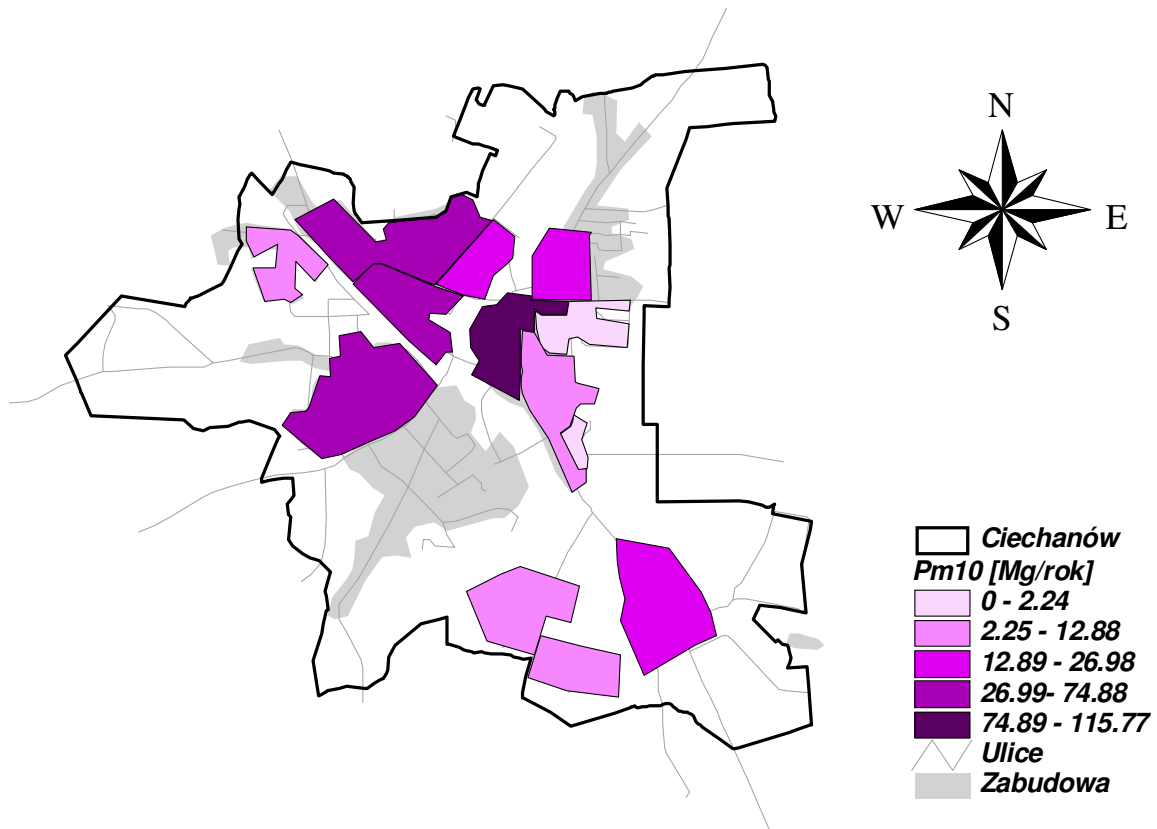 N
W E
S
Ciechanów
Pm10 [Mg/rok]
0 - 2.24
2.25 - 12.88
12.89 - 26.98
26.99- 74.88
74.89 - 115.77
Ulice
Zabudowa